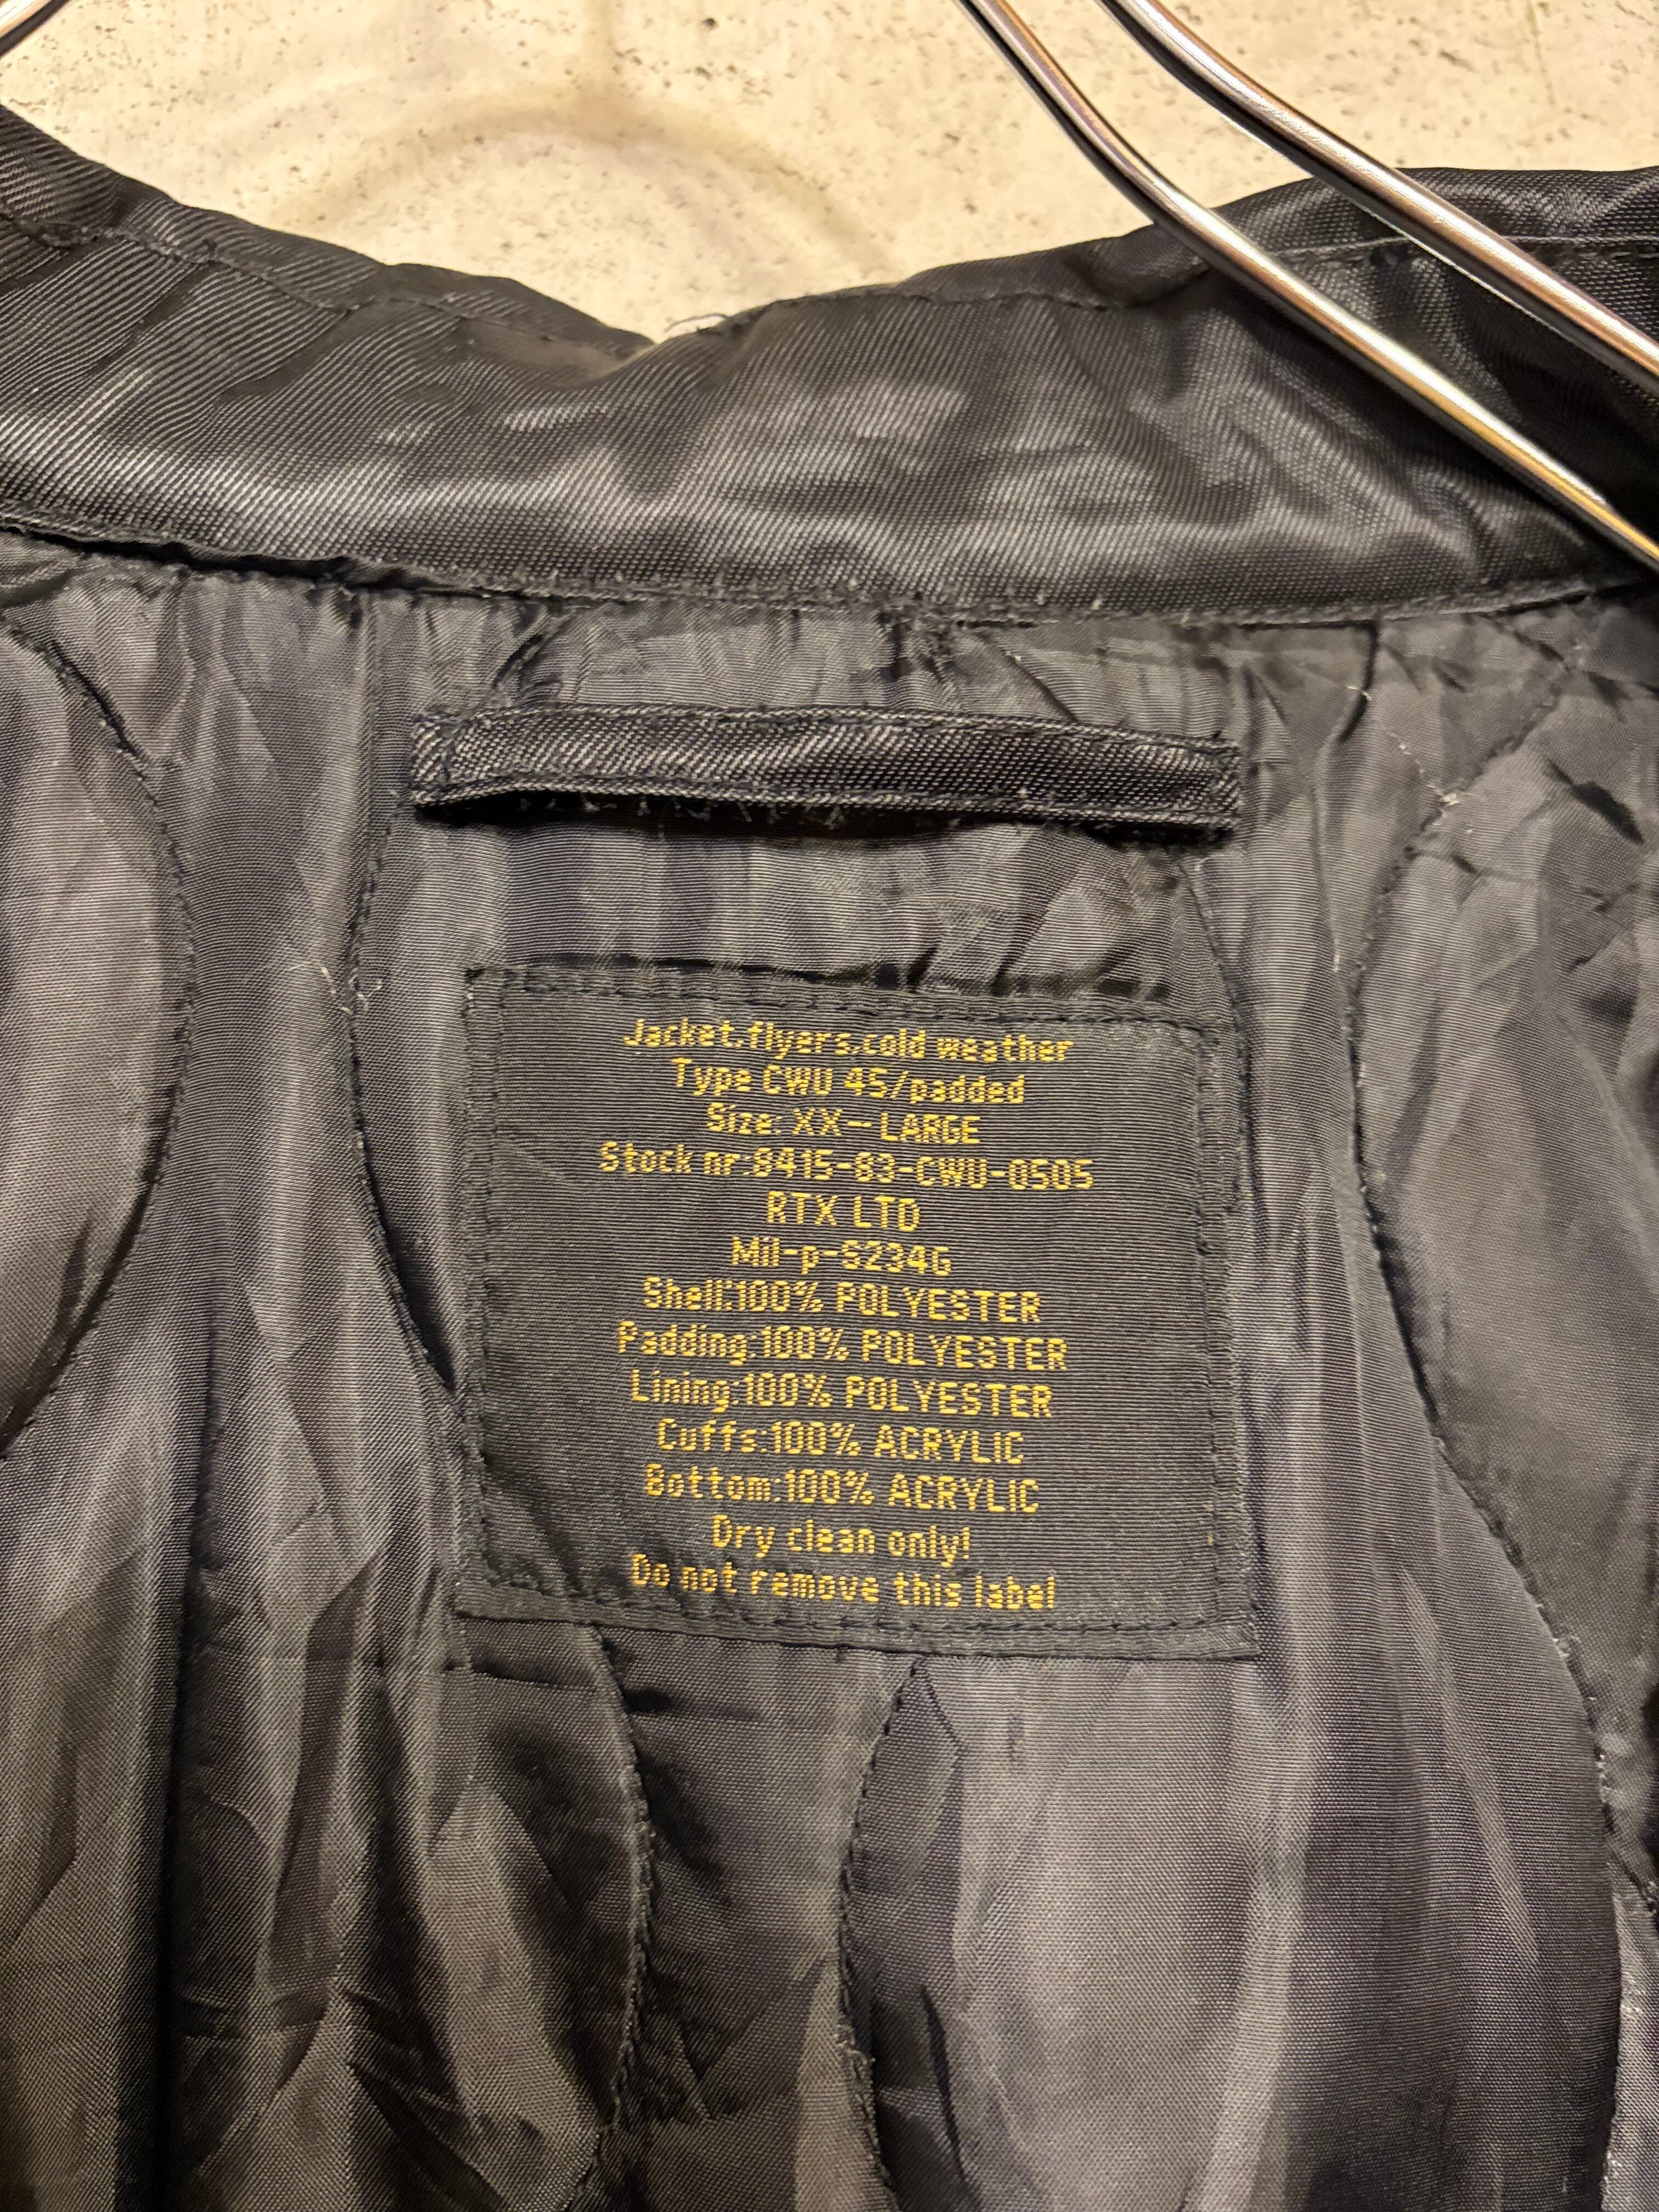 Jacket,flyers,cold weather
Type CWU 45/padded
Size: XX-LARGE
Stock nr:8415-83-CWU-0505
RTX LTD
Mil-p-S234G
Shell:100% POLYESTER
Padding:100% POLYESTER
Lining:100% POLYESTER
Cuffs:100% ACRYLIC
Bottom:100% ACRYLIC
Dry clean only!
Do not remove this label